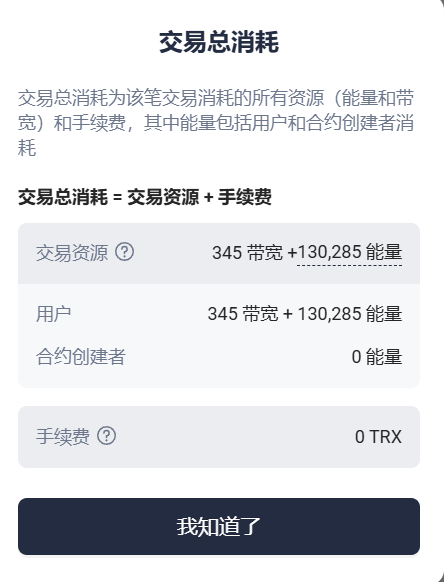 交易总消耗
交易总消耗为该笔交易消耗的所有资源（能量和带
宽）和手续费，其中能量包括用户和合约创建者消
耗
交易总消耗 = 交易资源 + 手续费
交易资源 ? 345 带宽 +130,285 能量
用户 345 带宽 + 130,285 能量
合约创建者 0 能量
手续费 ? 0 TRX
我知道了